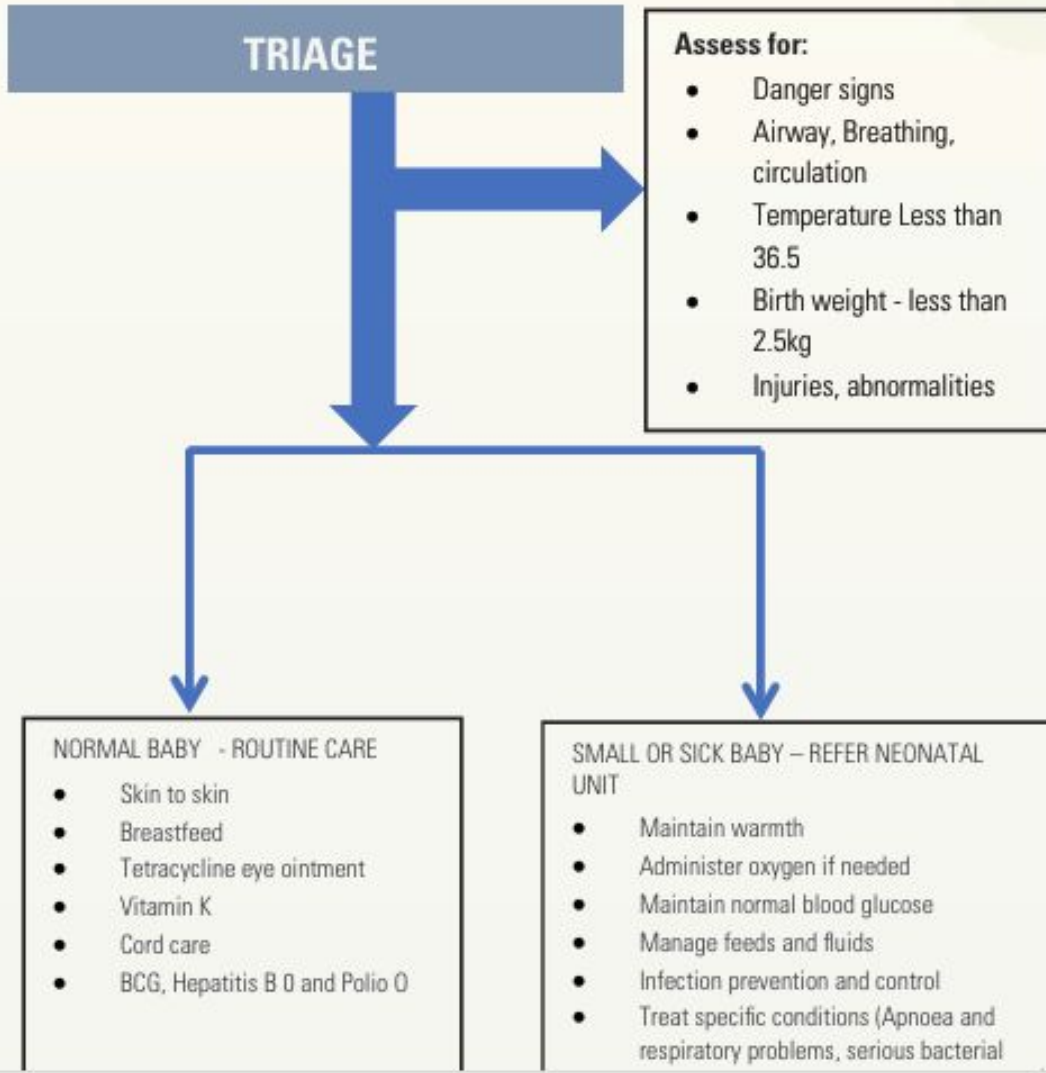 TRIAGE
Assess for:
● Danger signs
● Airway, Breathing,
circulation
● Temperature Less than
36.5
● Birth weight - less than
2.5kg
● Injuries, abnormalities
NORMAL BABY - ROUTINE CARE
● Skin to skin
● Breastfeed
● Tetracycline eye ointment
● Vitamin K
● Cord care
● BCG, Hepatitis B 0 and Polio O
SMALL OR SICK BABY – REFER NEONATAL
UNIT
● Maintain warmth
● Administer oxygen if needed
● Maintain normal blood glucose
● Manage feeds and fluids
● Infection prevention and control
● Treat specific conditions (Apnoea and
respiratory problems, serious bacterial